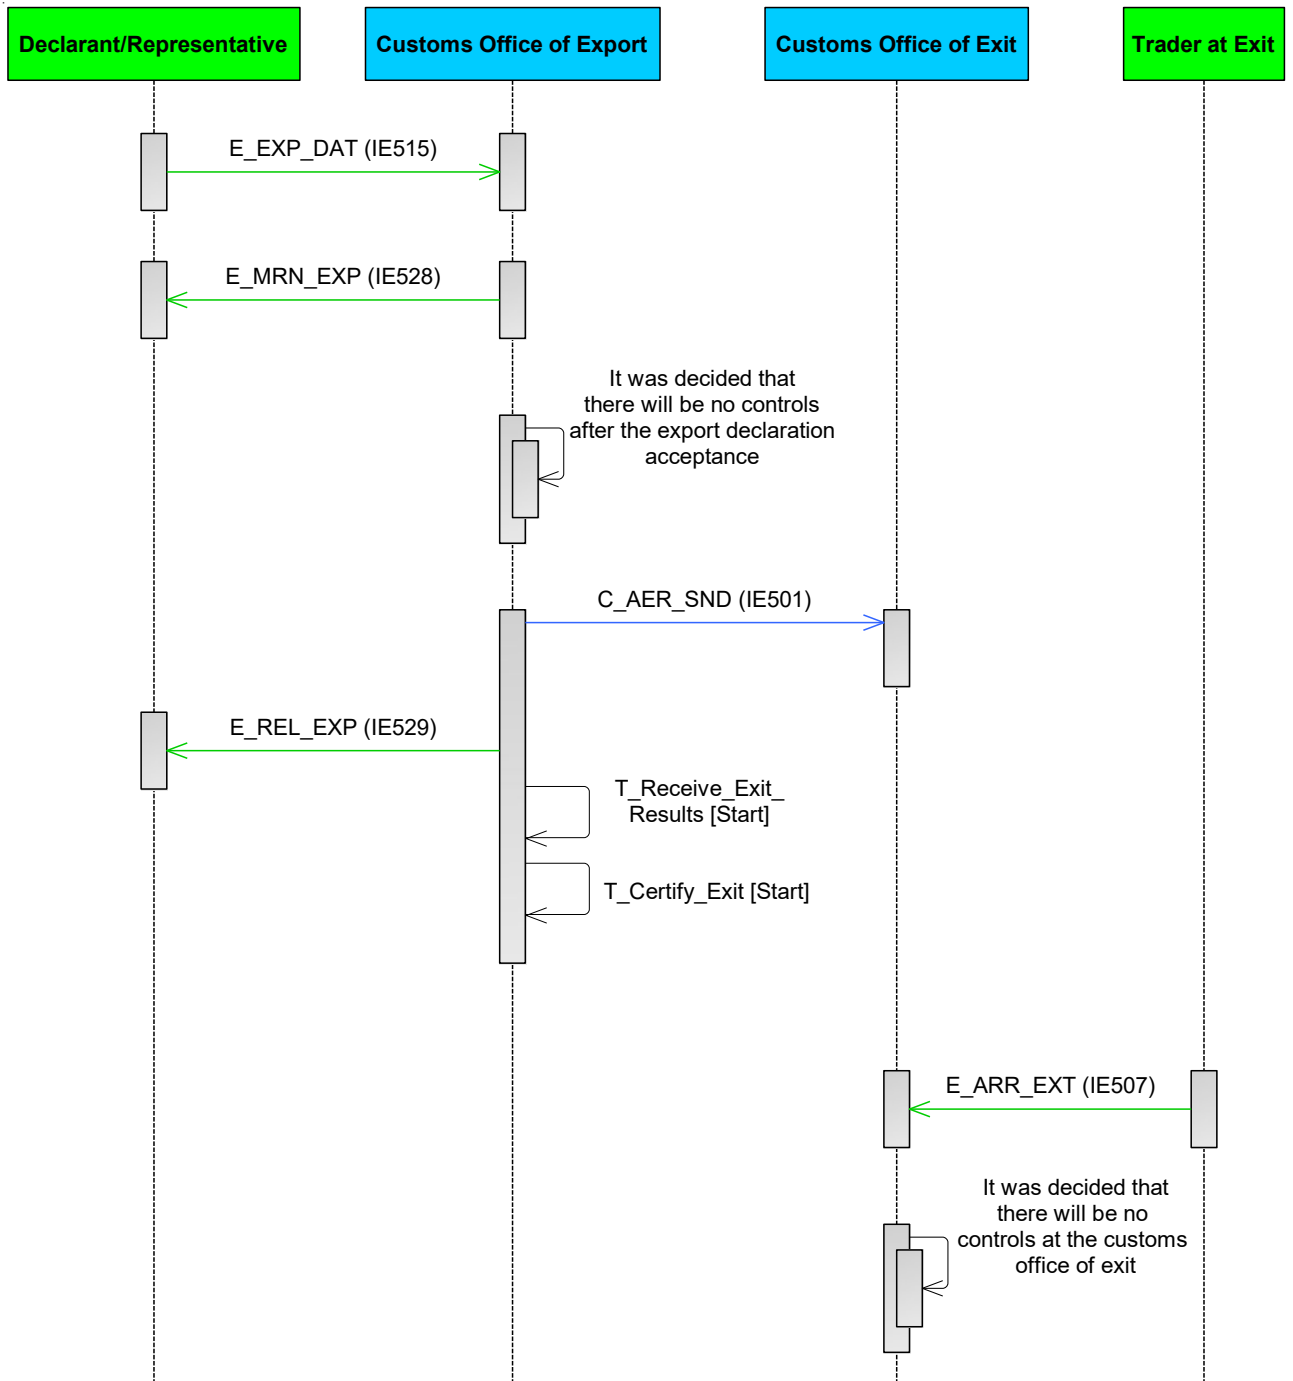 Declarant/Representative
Customs Office of Export
Customs Office of Exit
Trader at Exit
E_EXP_DAT (IE515)
E_MRN_EXP (IE528)
It was decided that
there will be no controls
after the export declaration
acceptance
C_AER_SND (IE501)
E_REL_EXP (IE529)
T_Receive_Exit_
Results [Start]
T_Certify_Exit [Start]
E_ARR_EXT (IE507)
It was decided that
there will be no
controls at the customs
office of exit